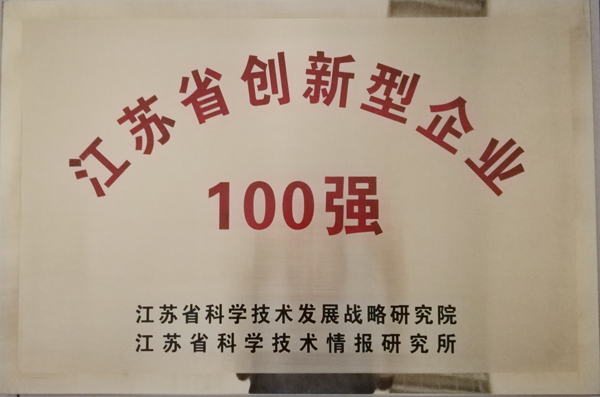 江苏省创新型企业
100强
江苏省科学技术发展战略研究院
江苏省科学技术情报研究所